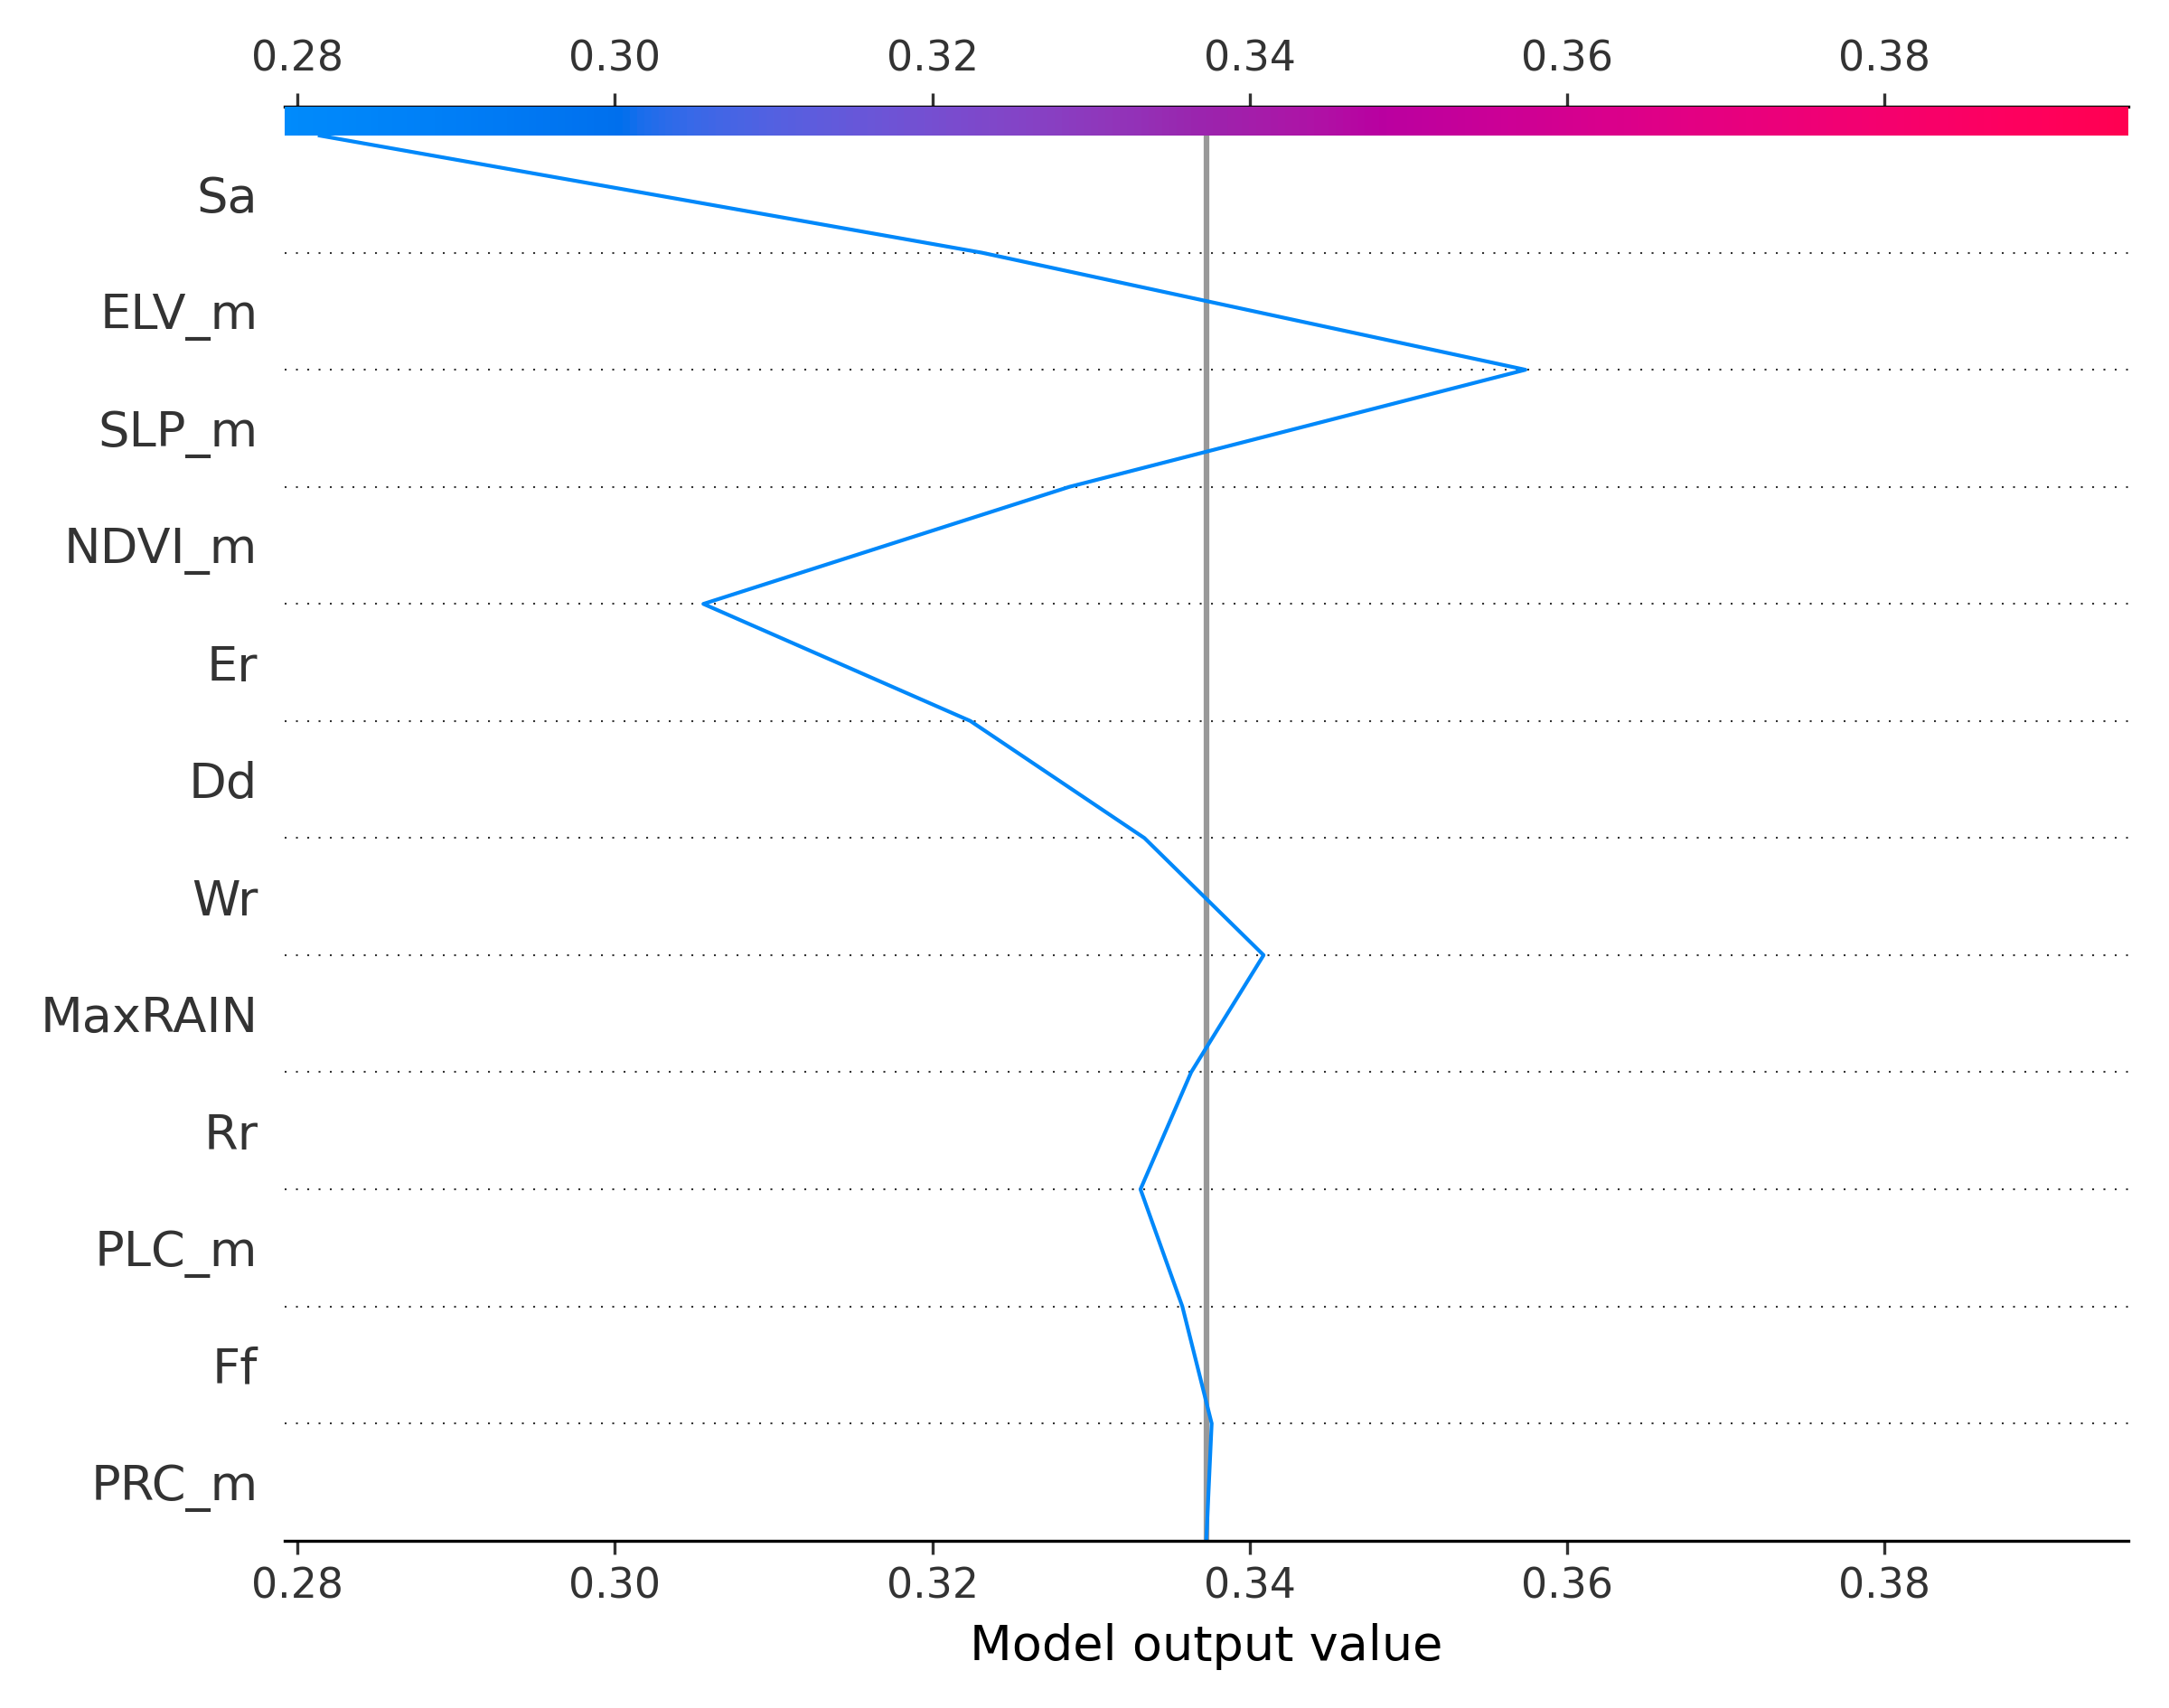 0.28 0.30 0.32 0.34 0.36 0.38
Sa
ELV_m
SLP_m
NDVI_m
Er
Dd
Wr
MaxRAIN
Rr
PLC_m
Ff
PRC_m
0.28 0.30 0.32 0.34 0.36 0.38
Model output value